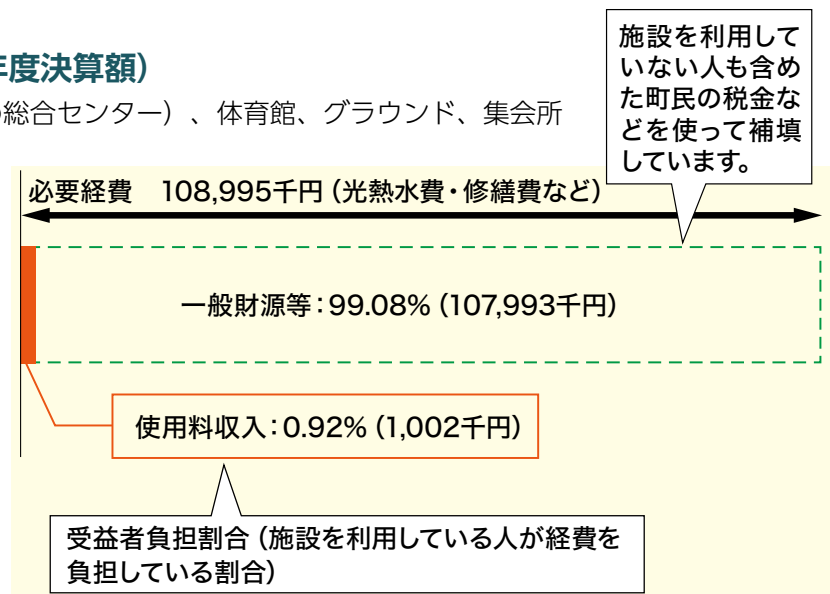 年度決算額）
総合センター）、体育館、グラウンド、集会所
施設を利用して
いない人も含め
た町民の税金な
どを使って補填
しています。
必要経費　108,995千円（光熱水費・修繕費など）
一般財源等：99.08%（107,993千円）
使用料収入：0.92%（1,002千円）
受益者負担割合（施設を利用している人が経費を
負担している割合）